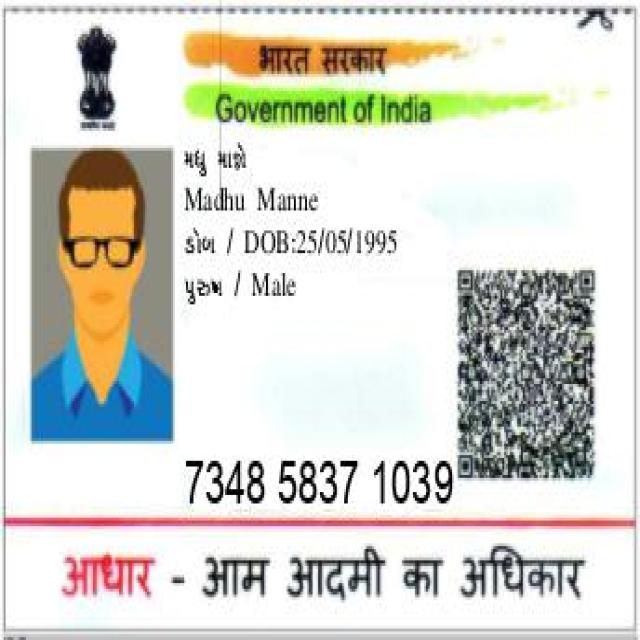 भारत सरकार
Government of India
મધુ માન્ને
Madhu Manne
ડોબ / DOB:25/05/1995
પુરુષ / Male
7348 5837 1039
आधार - आम आदमी का अधिकार